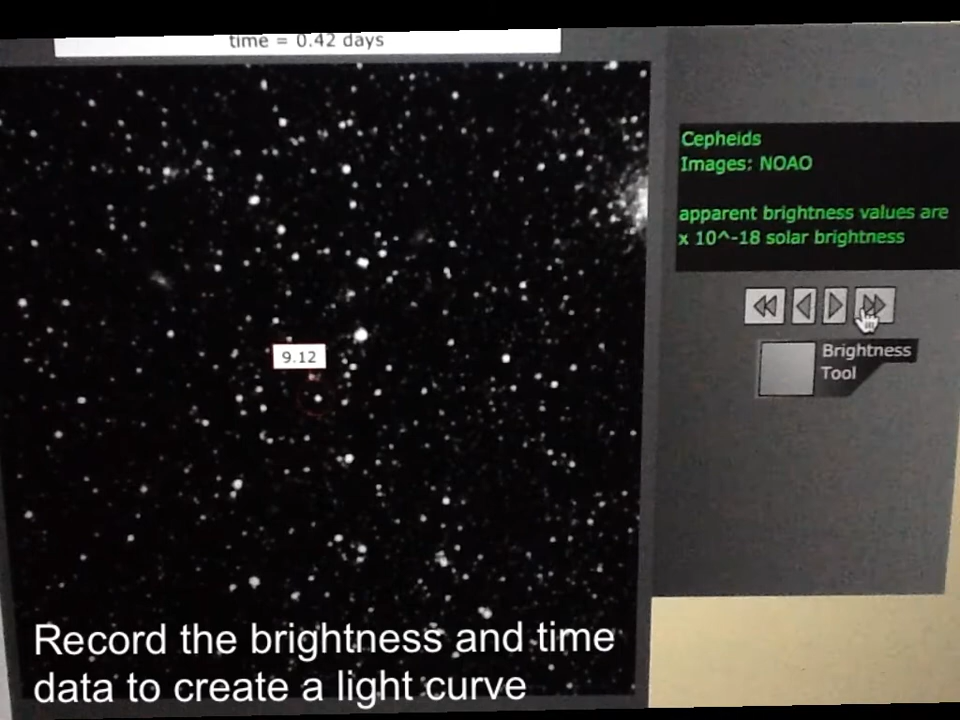 time = 0.42 days
Cepheids
Images: NOAO
apparent brightness values are
x 10^-18 solar brightness
9.12
Brightness
Tool
Record the brightness and time
data to create a light curve